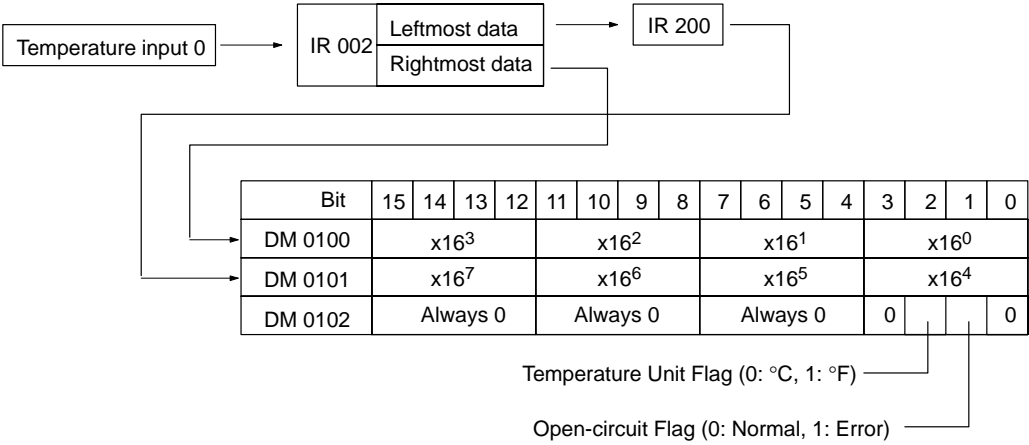 Temperature input 0
IR 002
Leftmost data
Rightmost data
IR 200
Bit 15 14 13 12 11 10 9 8 7 6 5 4 3 2 1 0
DM 0100 x16³ x16² x16¹ x16⁰
DM 0101 x16⁷ x16⁶ x16⁵ x16⁴
DM 0102 Always 0 Always 0 Always 0 0 0
Temperature Unit Flag (0: °C, 1: °F)
Open-circuit Flag (0: Normal, 1: Error)